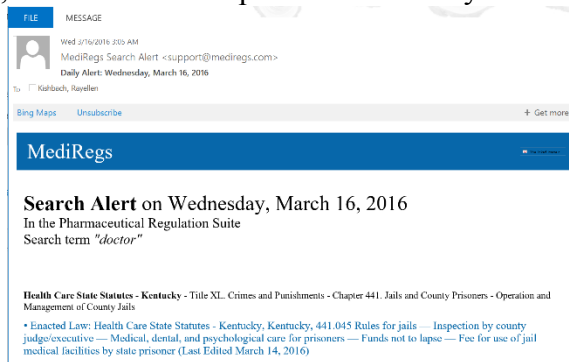 FILE MESSAGE
Wed 3/16/2016 3:05 AM
MediRegs Search Alert <support@mediregs.com>
Daily Alert: Wednesday, March 16, 2016
To Kishbach, Rayellen
Bing Maps Unsubscribe + Get more
MediRegs
Search Alert on Wednesday, March 16, 2016
In the Pharmaceutical Regulation Suite
Search term "doctor"
Health Care State Statutes - Kentucky - Title XL. Crimes and Punishments - Chapter 441. Jails and County Prisoners - Operation and
Management of County Jails
• Enacted Law: Health Care State Statutes - Kentucky, Kentucky, 441.045 Rules for jails — Inspection by county
judge/executive — Medical, dental, and psychological care for prisoners — Funds not to lapse — Fee for use of jail
medical facilities by state prisoner (Last Edited March 14, 2016)